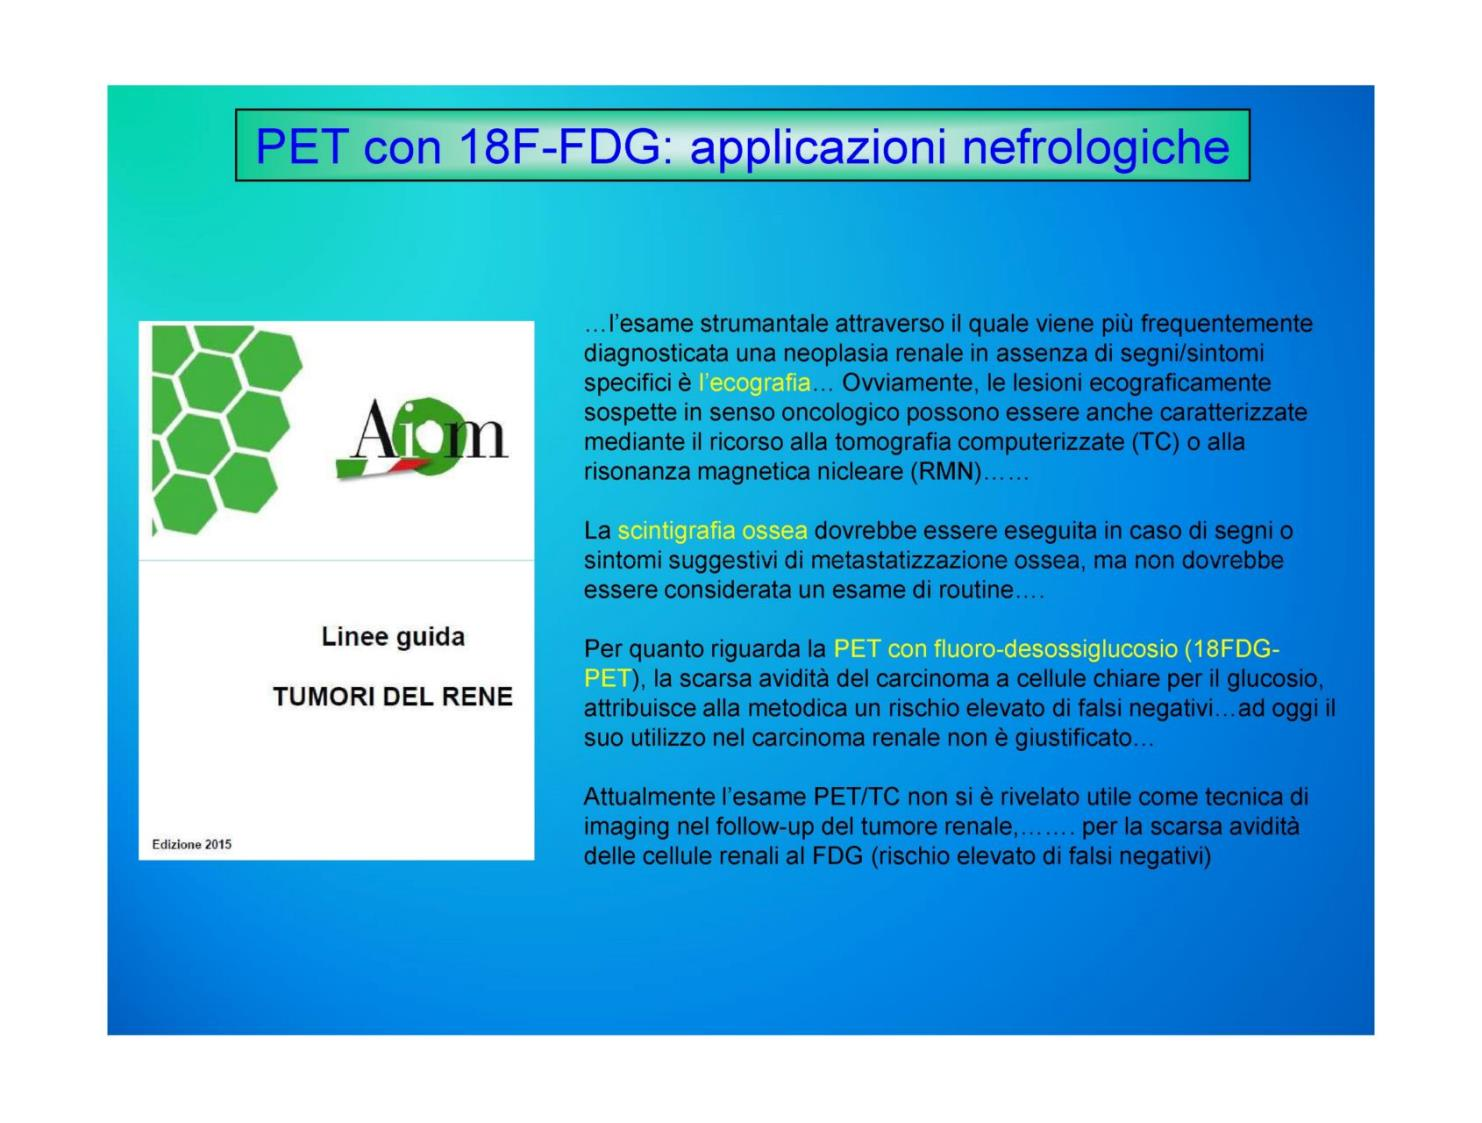 PET con 18F-FDG: applicazioni nefrologiche
Aiom
Linee guida
TUMORI DEL RENE
Edizione 2015
…l’esame strumantale attraverso il quale viene più frequentemente
diagnosticata una neoplasia renale in assenza di segni/sintomi
specifici è l’ecografia… Ovviamente, le lesioni ecograficamente
sospette in senso oncologico possono essere anche caratterizzate
mediante il ricorso alla tomografia computerizzate (TC) o alla
risonanza magnetica nicleare (RMN)……
La scintigrafia ossea dovrebbe essere eseguita in caso di segni o
sintomi suggestivi di metastatizzazione ossea, ma non dovrebbe
essere considerata un esame di routine….
Per quanto riguarda la PET con fluoro-desossiglucosio (18FDG-
PET), la scarsa avidità del carcinoma a cellule chiare per il glucosio,
attribuisce alla metodica un rischio elevato di falsi negativi…ad oggi il
suo utilizzo nel carcinoma renale non è giustificato…
Attualmente l’esame PET/TC non si è rivelato utile come tecnica di
imaging nel follow-up del tumore renale,……. per la scarsa avidità
delle cellule renali al FDG (rischio elevato di falsi negativi)